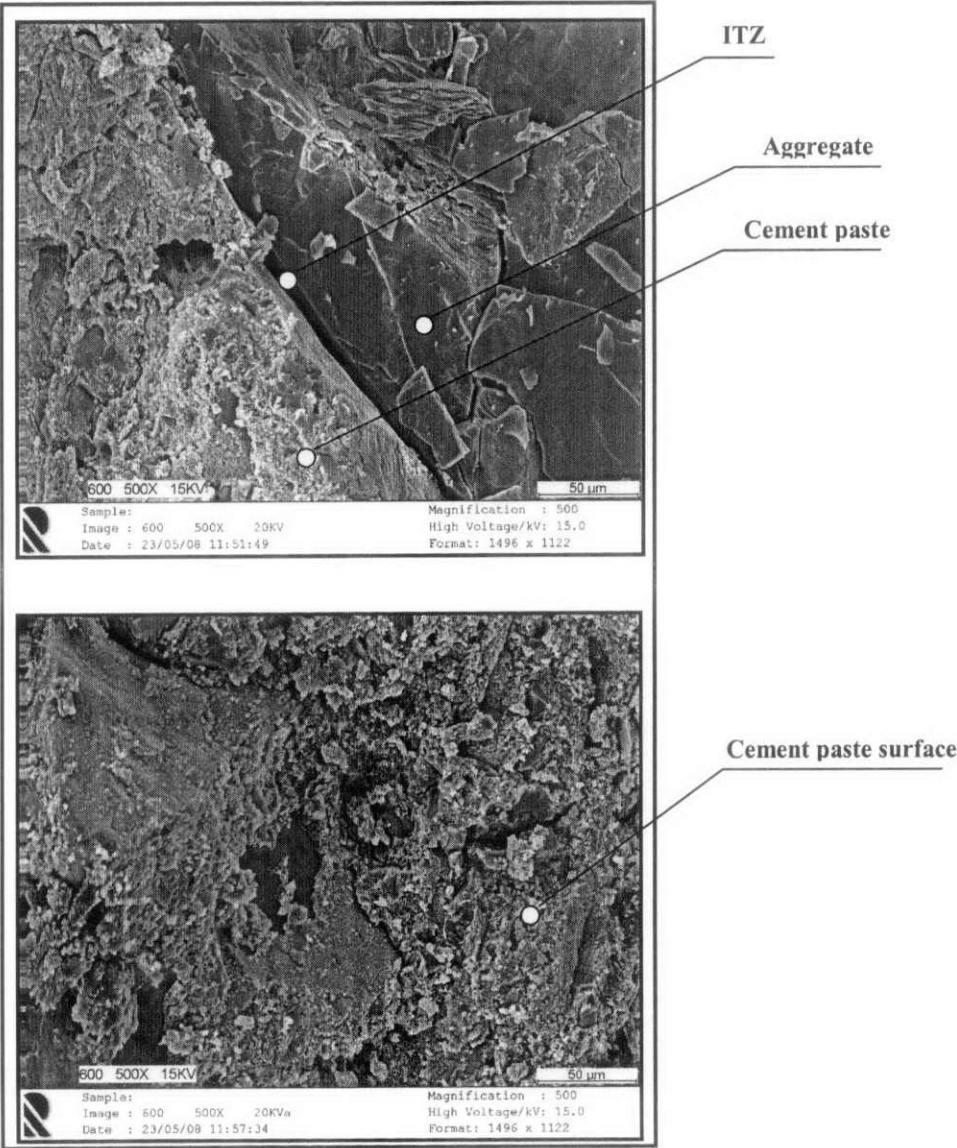 ITZ
Aggregate
Cement paste
600 500X 15KV
50 µm
Sample:
Image : 600 500X 20KV
Date : 23/05/08 11:51:49
Magnification : 500
High Voltage/kV: 15.0
Format: 1496 x 1122
Cement paste surface
600 500X 15KV
50 µm
Sample:
Image : 600 500X 20KVa
Date : 23/05/08 11:57:34
Magnification : 500
High Voltage/kV: 15.0
Format: 1496 x 1122